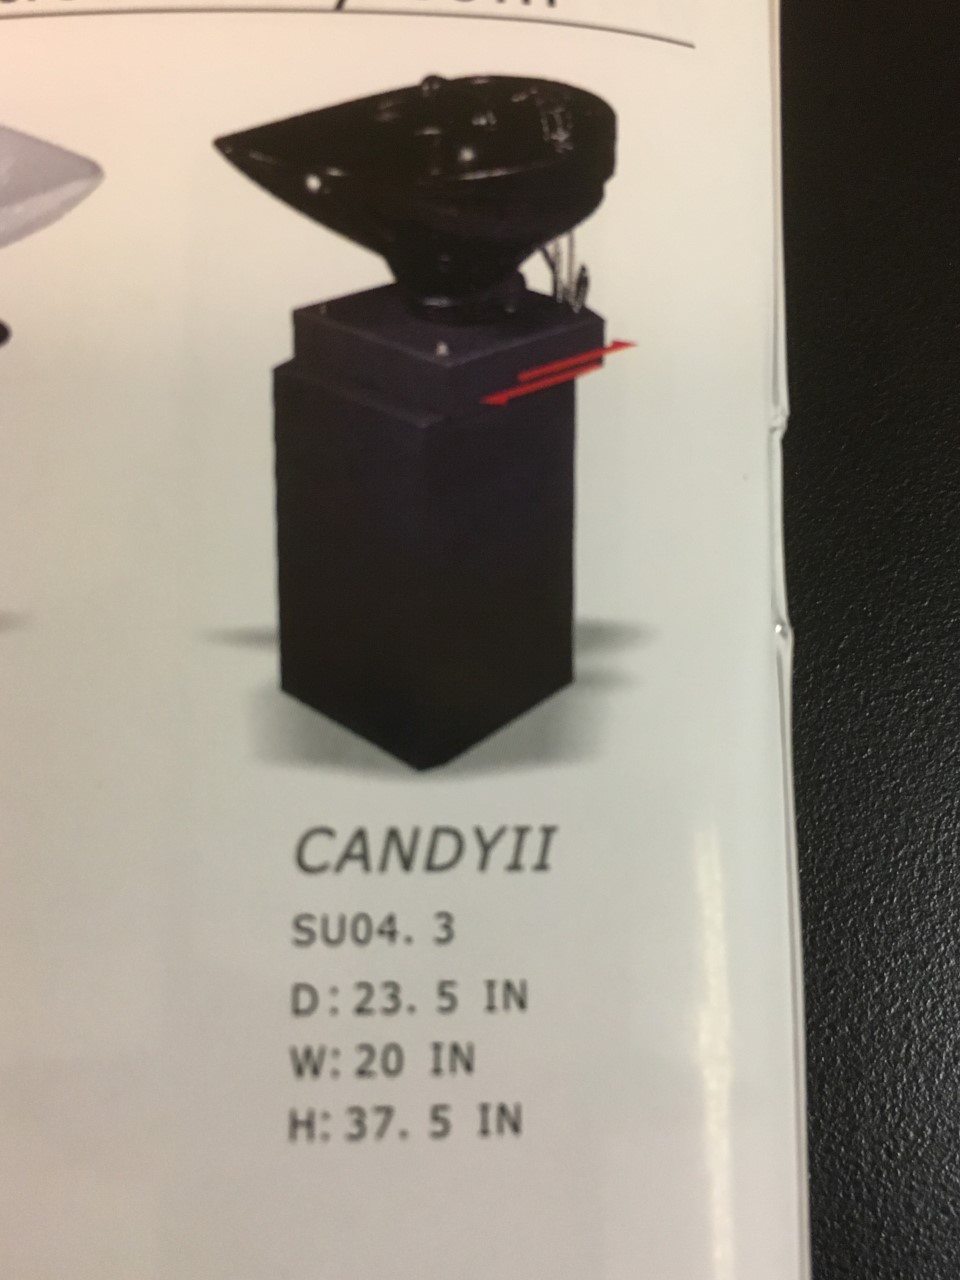 CANDYII
SU04. 3
D: 23. 5 IN
W: 20 IN
H: 37. 5 IN